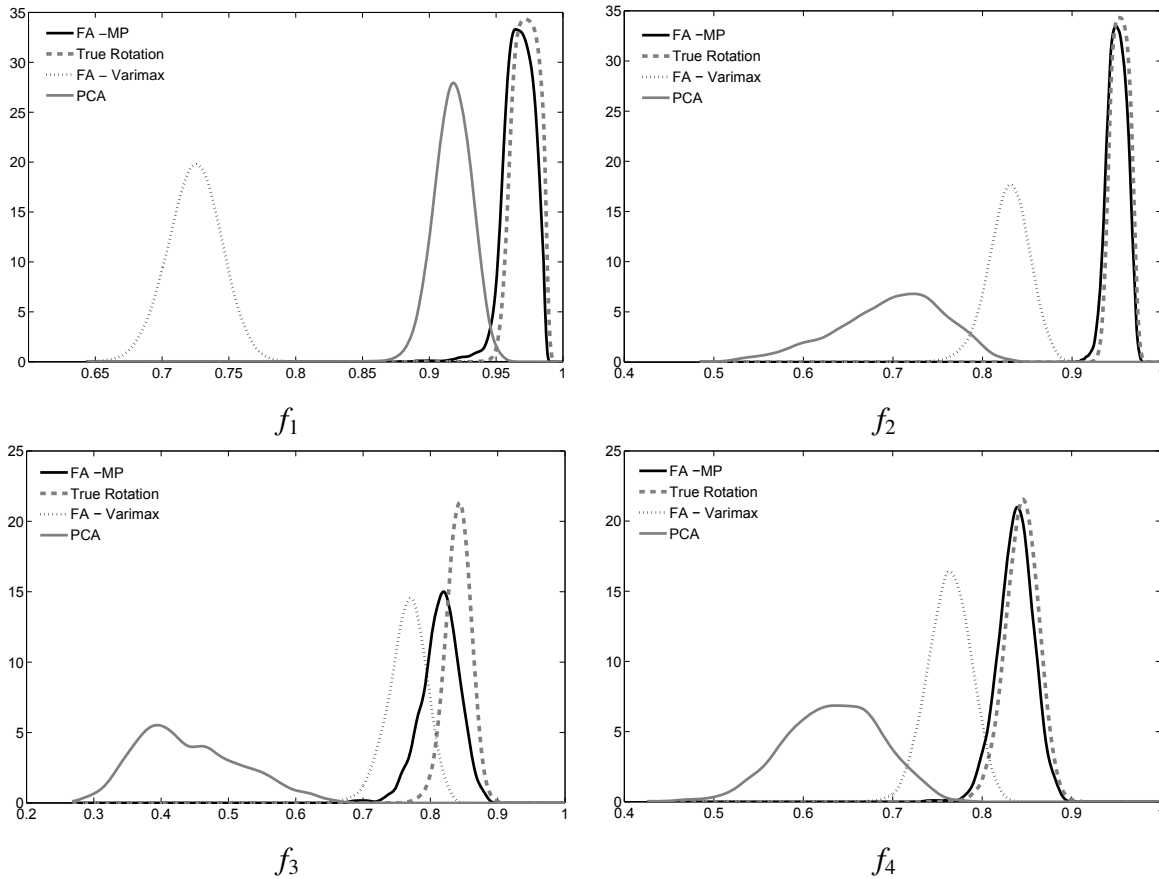 35
30
25
20
15
10
5
0
0.65 0.7 0.75 0.8 0.85 0.9 0.95 1
FA −MP
True Rotation
FA − Varimax
PCA
f1
35
30
25
20
15
10
5
0
0.4 0.5 0.6 0.7 0.8 0.9
FA −MP
True Rotation
FA − Varimax
PCA
f2
25
20
15
10
5
0
0.2 0.3 0.4 0.5 0.6 0.7 0.8 0.9 1
FA −MP
True Rotation
FA − Varimax
PCA
f3
25
20
15
10
5
0
0.4 0.5 0.6 0.7 0.8 0.9
FA −MP
True Rotation
FA − Varimax
PCA
f4